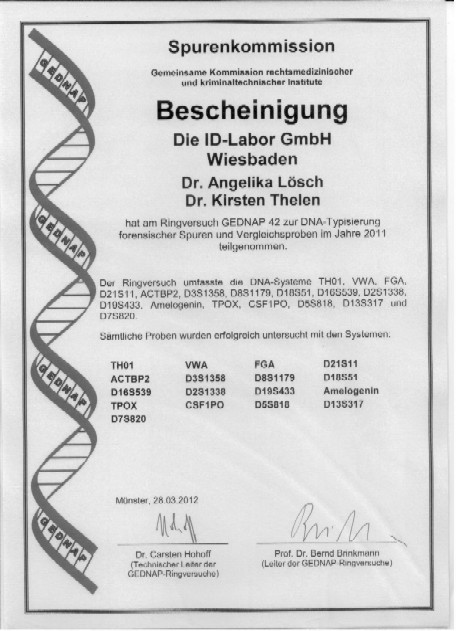 GEDNAP
Spurenkommission
Gemeinsame Kommission rechtsmedizinischer
und kriminaltechnischer Institute
Bescheinigung
Die ID-Labor GmbH
Wiesbaden
Dr. Angelika Lösch
Dr. Kirsten Thelen
hat am Ringversuch GEDNAP 42 zur DNA-Typisierung
forensischer Spuren und Vergleichsproben im Jahre 2011
teilgenommen.
GEDNAP
Der Ringversuch umfasste die DNA-Systeme TH01, VWA, FGA,
D21S11, ACTBP2, D3S1358, D8S1179, D18S51, D16S539, D2S1338,
D19S433, Amelogenin, TPOX, CSF1PO, D5S818, D13S317 und
D7S820.
Sämtliche Proben wurden erfolgreich untersucht mit den Systemen:
TH01 VWA FGA D21S11
ACTBP2 D3S1358 D8S1179 D18S51
D16S539 D2S1338 D19S433 Amelogenin
TPOX CSF1PO D5S818 D13S317
D7S820
GEDNAP
Münster, 28.03.2012
GEDNAP
Dr. Carsten Hohoff
(Technischer Leiter der
GEDNAP-Ringversuche)
Prof. Dr. Bernd Brinkmann
(Leiter der GEDNAP-Ringversuche)